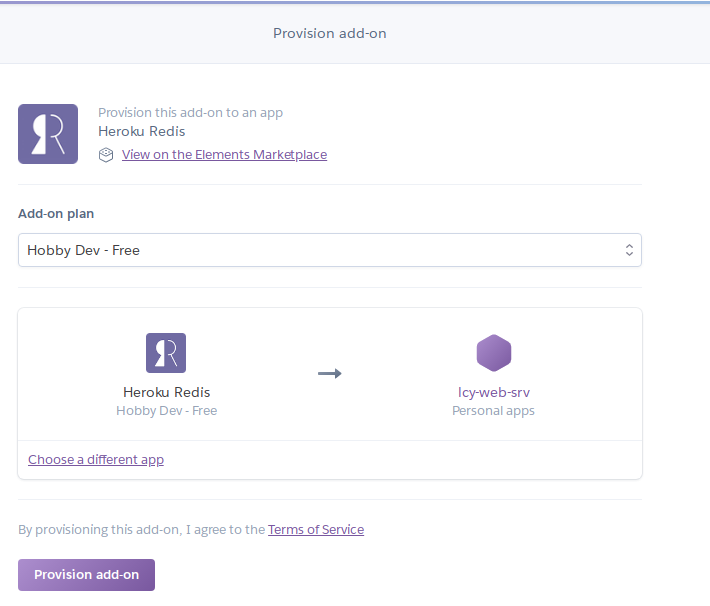 Provision add-on
Provision this add-on to an app
Heroku Redis
View on the Elements Marketplace
Add-on plan
Hobby Dev - Free
Heroku Redis
Hobby Dev - Free
lcy-web-srv
Personal apps
Choose a different app
By provisioning this add-on, I agree to the Terms of Service
Provision add-on